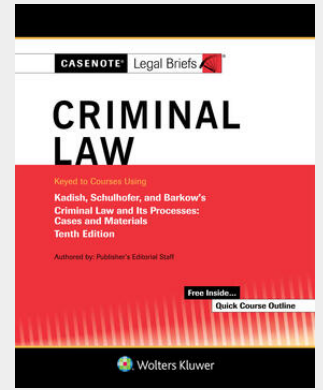 CASENOTE® Legal Briefs
CRIMINAL
LAW
Keyed to Courses Using
Kadish, Schulhofer, and Barkow's
Criminal Law and Its Processes:
Cases and Materials
Tenth Edition
Authored by: Publisher's Editorial Staff
Free Inside...
Quick Course Outline
Wolters Kluwer